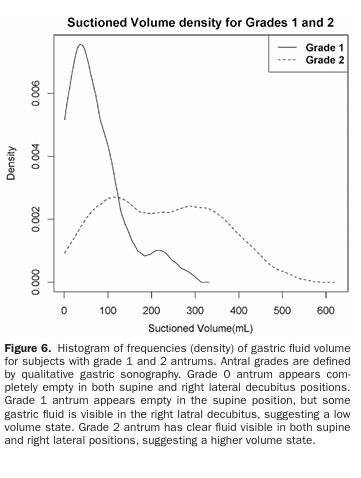 Suctioned Volume density for Grades 1 and 2
Grade 1
Grade 2
Density
0.000
0.002
0.004
0.006
0 100 200 300 400 500 600
Suctioned Volume(mL)
Figure 6. Histogram of frequencies (density) of gastric fluid volume
for subjects with grade 1 and 2 antrums. Antral grades are defined
by qualitative gastric sonography. Grade 0 antrum appears com-
pletely empty in both supine and right lateral decubitus positions.
Grade 1 antrum appears empty in the supine position, but some
gastric fluid is visible in the right latral decubitus, suggesting a low
volume state. Grade 2 antrum has clear fluid visible in both supine
and right lateral positions, suggesting a higher volume state.